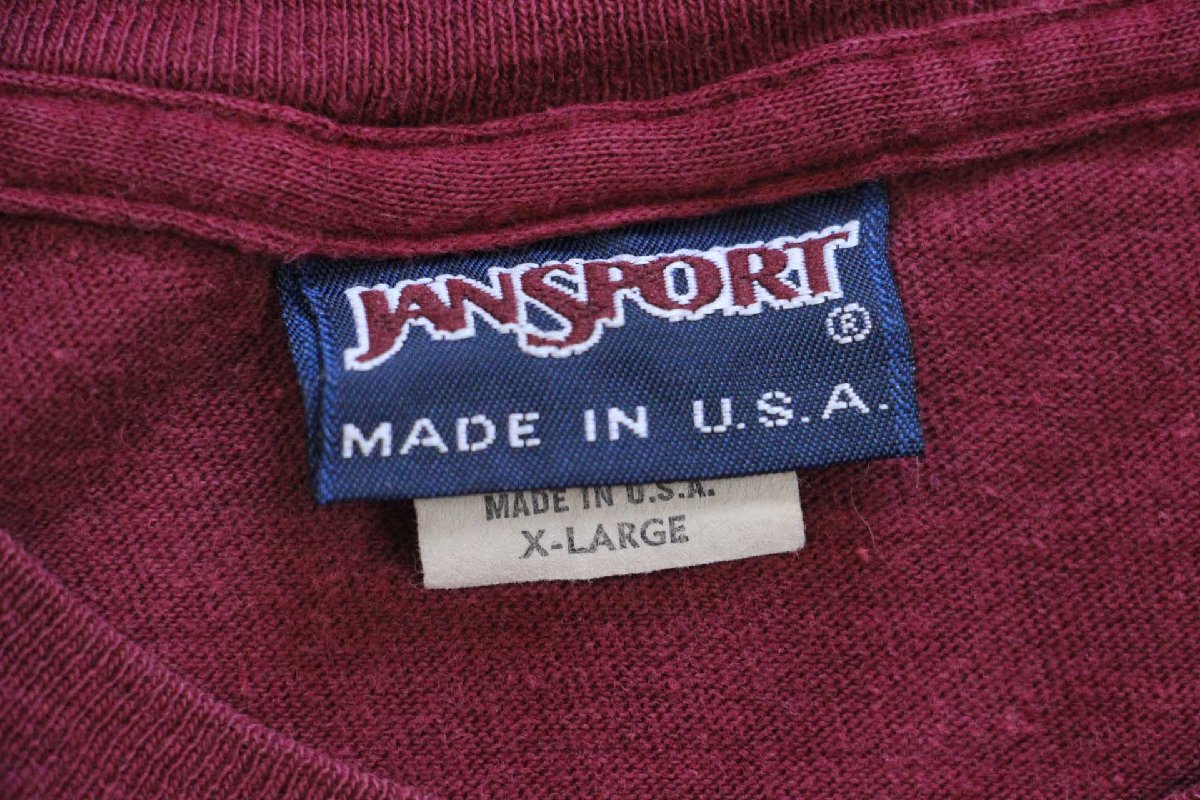 JANSPORT
®
MADE IN U.S.A.
MADE IN U.S.A.
X-LARGE